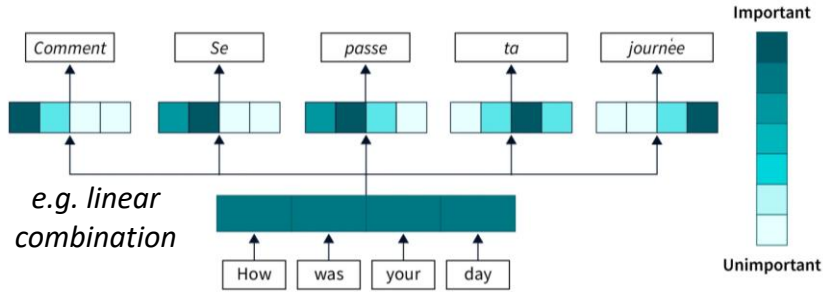 Important
Comment Se passe ta journée
e.g. linear
combination
How was your day
Unimportant